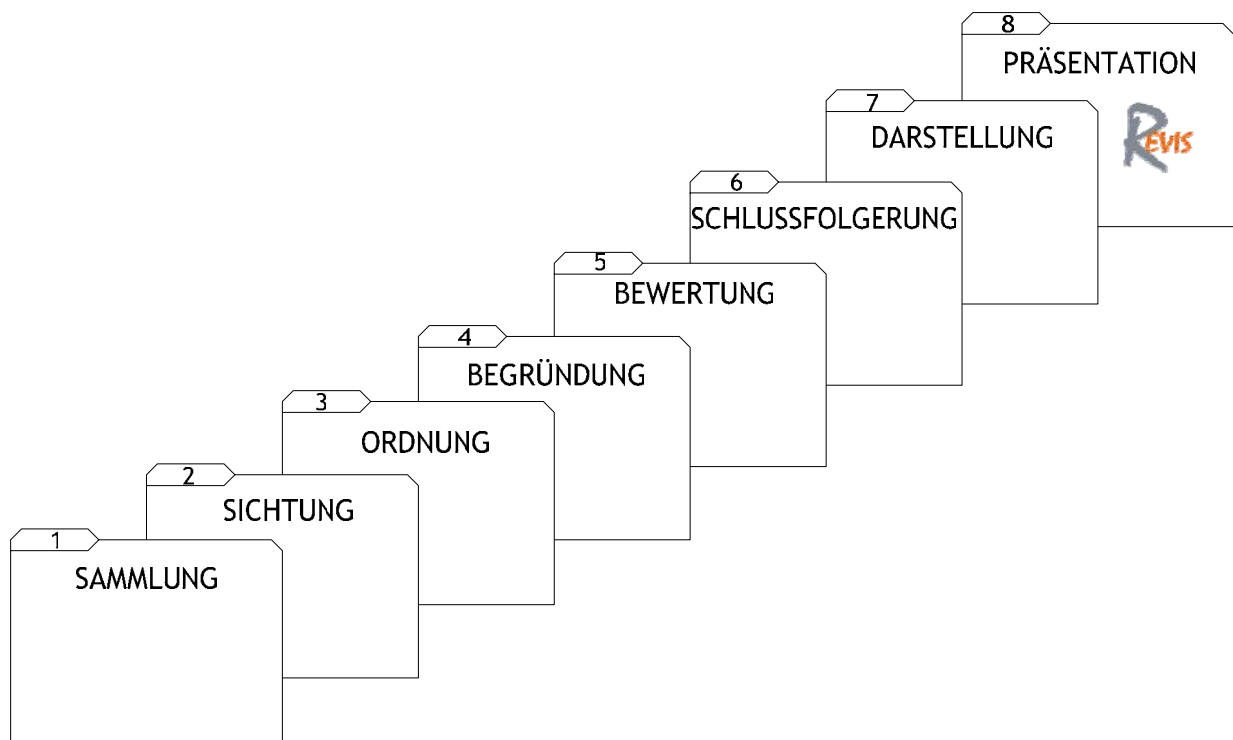 8
PRÄSENTATION
REVIS
7
DARSTELLUNG
6
SCHLUSSFOLGERUNG
5
BEWERTUNG
4
BEGRÜNDUNG
3
ORDNUNG
2
SICHTUNG
1
SAMMLUNG